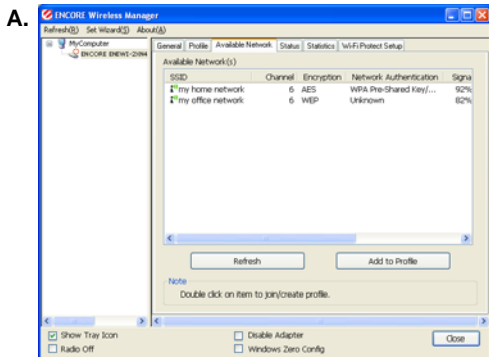 A.
ENCORE Wireless Manager
Refresh(R) Set Wizard(S) About(A)
MyComputer
ENCORE ENEWS-2XN4
General Profile Available Network Status Statistics Wi-Fi Protect Setup
Available Network(s)
SSID Channel Encryption Network Authentication Signa
my home network 6 AES WPA Pre-Shared Key/... 92%
my office network 6 WEP Unknown 82%
Refresh Add to Profile
Note
Double click on item to join/create profile.
Show Tray Icon Disable Adapter
Radio Off Windows Zero Config
Close